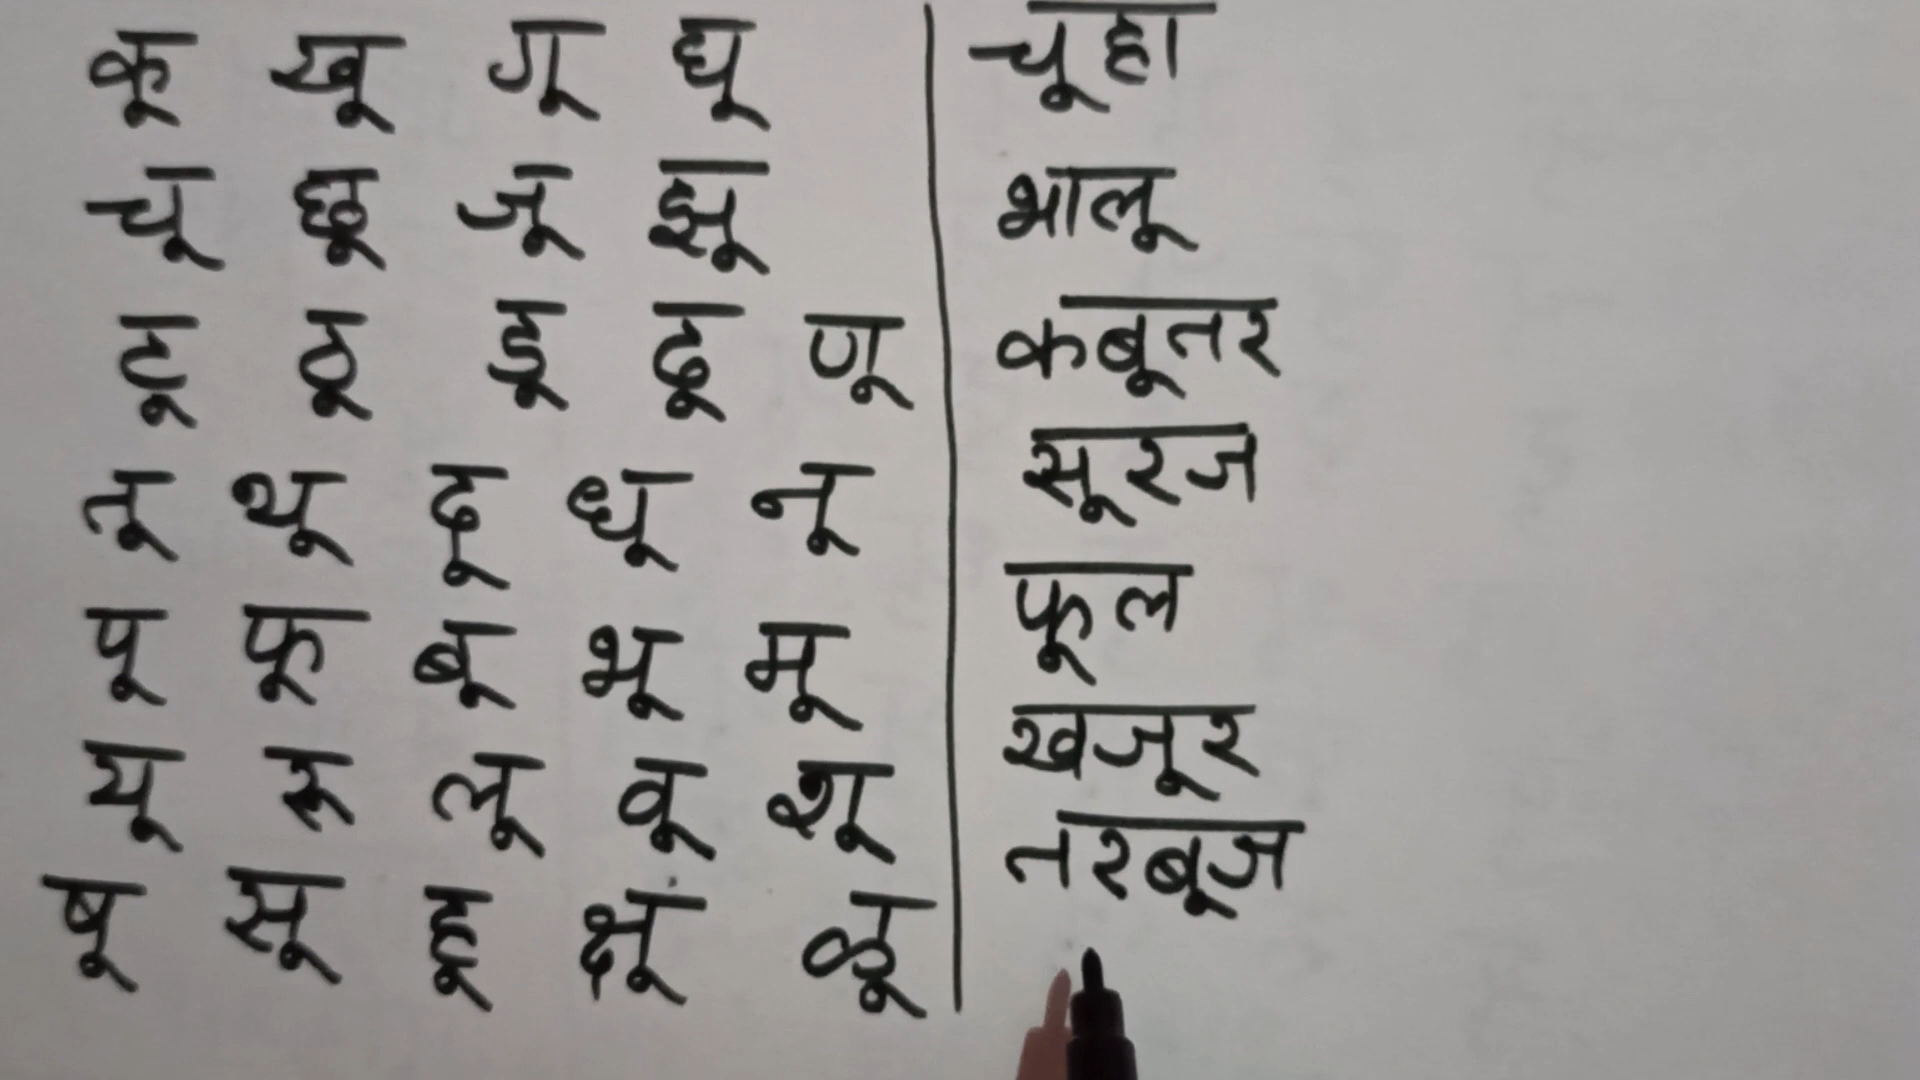 कू खू गू घू
चू छू जू झू
टू ठू डू ढू णू
तू थू दू धू नू
पू फू बू भू मू
यू रू लू वू शू
षू सू हू क्षू ळू
चूहा
भालू
कबूतर
सूरज
फूल
खजूर
तरबूज